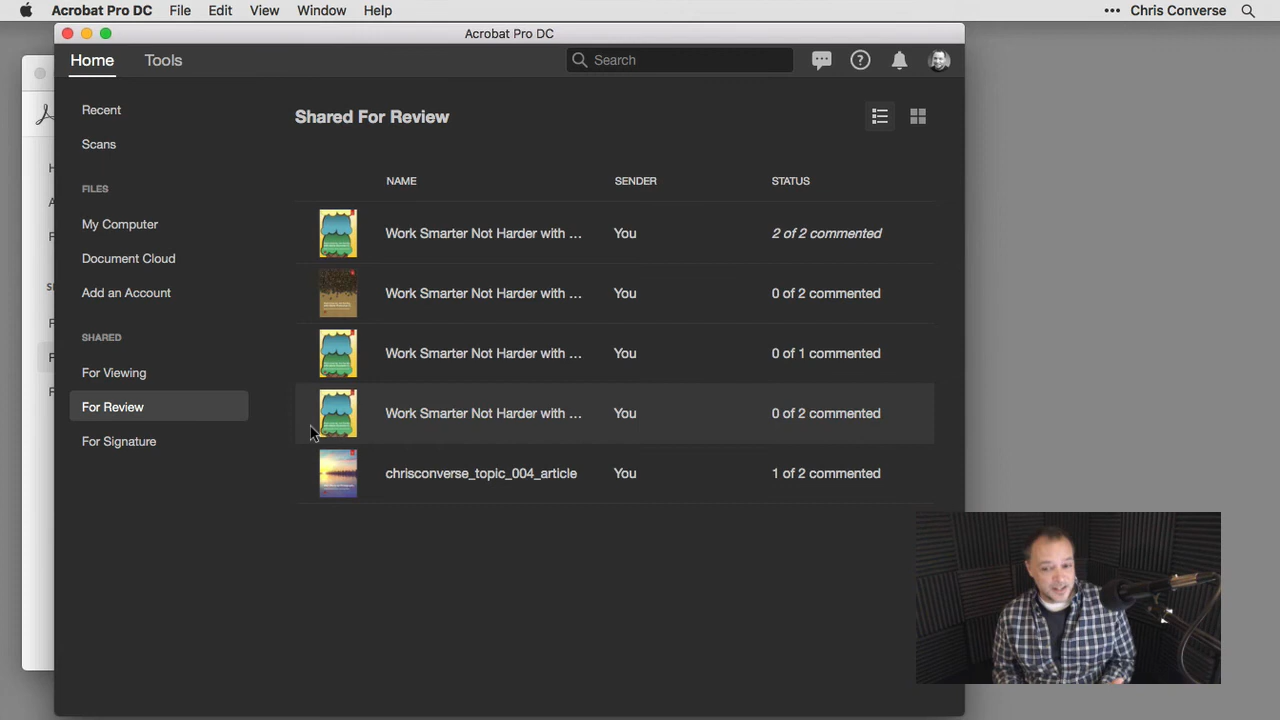 Acrobat Pro DC File Edit View Window Help ••• Chris Converse
Acrobat Pro DC
Home Tools Search
Recent
Scans
FILES
My Computer
Document Cloud
Add an Account
SHARED
For Viewing
For Review
For Signature
Shared For Review
NAME SENDER STATUS
Work Smarter Not Harder with ... You 2 of 2 commented
Work Smarter Not Harder with ... You 0 of 2 commented
Work Smarter Not Harder with ... You 0 of 1 commented
Work Smarter Not Harder with ... You 0 of 2 commented
chrisconverse_topic_004_article You 1 of 2 commented